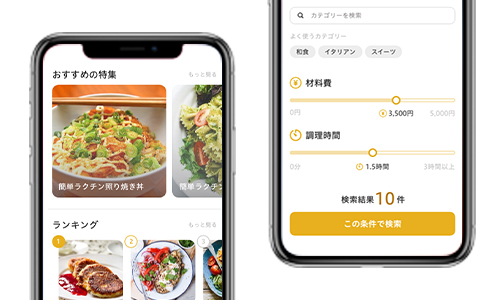 おすすめの特集
もっと見る
簡単ラクチン照り焼き丼
簡単ラクチン
ランキング
もっと見る
1
2
3
カテゴリーを検索
よく使うカテゴリー
和食
イタリアン
スイーツ
¥ 材料費
0円
¥ 3,500円
5,000円
調理時間
0分
1.5時間
3時間以上
検索結果10件
この条件で検索